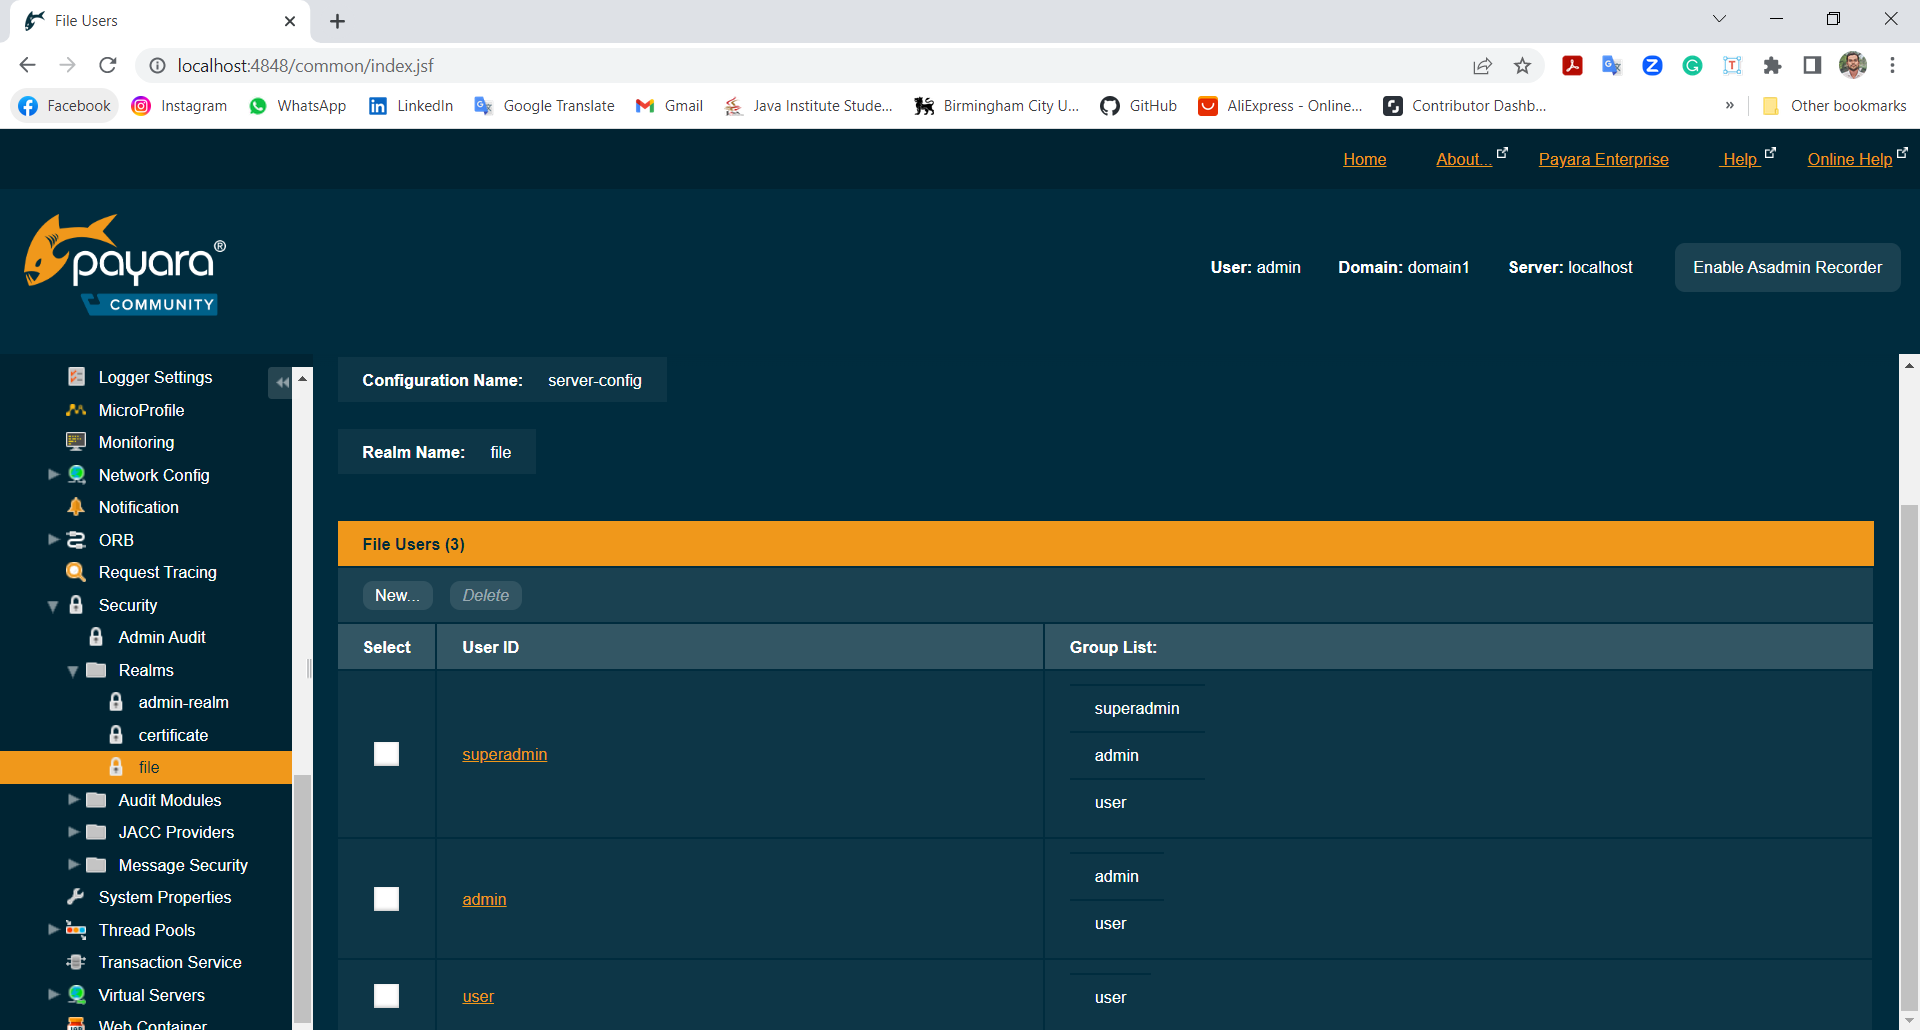 File Users
localhost:4848/common/index.jsf
Facebook
Instagram
WhatsApp
LinkedIn
Google Translate
Gmail
Java Institute Stude...
Birmingham City U...
GitHub
AliExpress - Online...
Contributor Dashb...
»
Other bookmarks
Home
About...
Payara Enterprise
Help
Online Help
payara®
COMMUNITY
User: admin
Domain: domain1
Server: localhost
Enable Asadmin Recorder
Logger Settings
MicroProfile
Monitoring
Network Config
Notification
ORB
Request Tracing
Security
Admin Audit
Realms
admin-realm
certificate
file
Audit Modules
JACC Providers
Message Security
System Properties
Thread Pools
Transaction Service
Virtual Servers
Web Container
Configuration Name: server-config
Realm Name: file
File Users (3)
New... Delete
Select User ID Group List:
superadmin
superadmin
admin
user
admin
admin
user
user
user